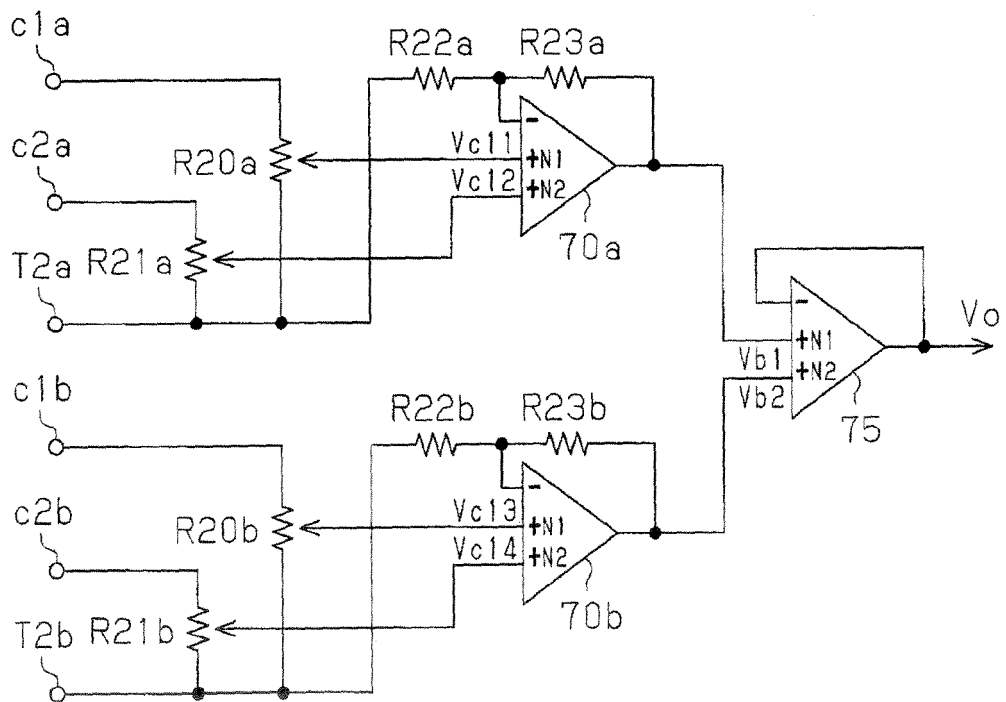 c1a
R22a
R23a
c2a
R20a
Vc11
-
+N1
Vc12
+N2
70a
T2a
R21a
-
Vo
+N1
Vb1
+N2
Vb2
75
c1b
R22b
R23b
c2b
R20b
Vc13
-
+N1
Vc14
+N2
70b
T2b
R21b